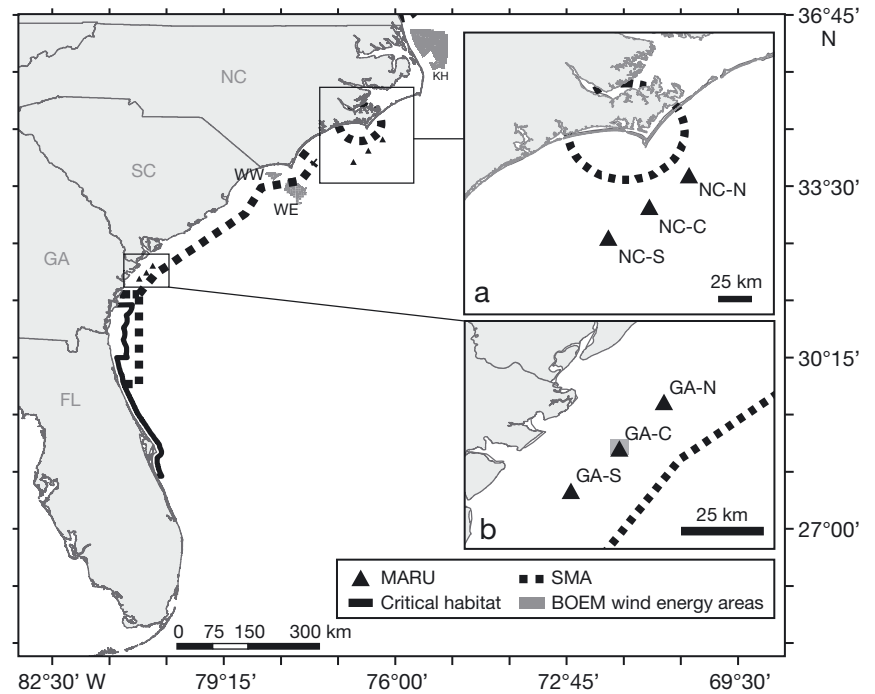 36°45’
N
NC
KH
SC
WW
WE
GA
FL
NC-N
NC-C
NC-S
25 km
a
33°30’
30°15’
27°00’
GA-N
GA-C
GA-S
25 km
b
MARU
SMA
Critical habitat
BOEM wind energy areas
0 75 150 300 km
82°30’ W 79°15’ 76°00’ 72°45’ 69°30’